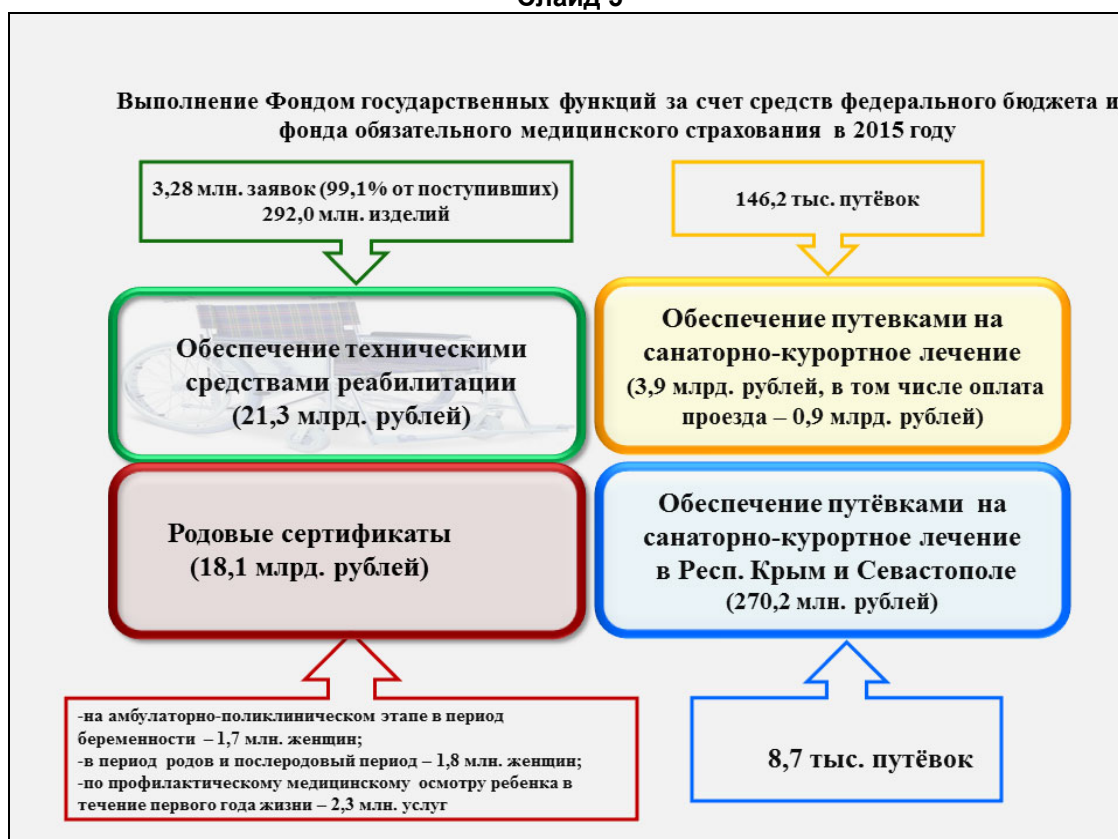 Выполнение Фондом государственных функций за счет средств федерального бюджета и
фонда обязательного медицинского страхования в 2015 году
3,28 млн. заявок (99,1% от поступивших)
292,0 млн. изделий
146,2 тыс. путёвок
Обеспечение техническими
средствами реабилитации
(21,3 млрд. рублей)
Обеспечение путевками на
санаторно-курортное лечение
(3,9 млрд. рублей, в том числе оплата
проезда – 0,9 млрд. рублей)
Родовые сертификаты
(18,1 млрд. рублей)
Обеспечение путёвками на
санаторно-курортное лечение
в Респ. Крым и Севастополе
(270,2 млн. рублей)
-на амбулаторно-поликлиническом этапе в период
беременности – 1,7 млн. женщин;
-в период родов и послеродовый период – 1,8 млн. женщин;
-по профилактическому медицинскому осмотру ребенка в
течение первого года жизни – 2,3 млн. услуг
8,7 тыс. путёвок